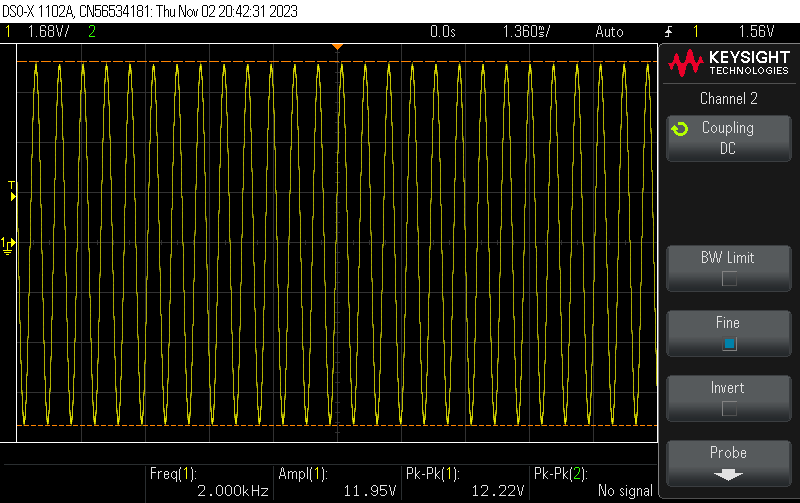 DSO-X 1102A, CN56534181: Thu Nov 02 20:42:31 2023
1 1.68V/ 2 0.0s 1.360ms/ Auto 1 1.56V
KEYSIGHT
TECHNOLOGIES
Channel 2
Coupling
DC
T
1
BW Limit
Fine
Invert
Probe
Freq(1): Ampl(1): Pk-Pk(1): Pk-Pk(2):
2.000kHz 11.95V 12.22V No signal